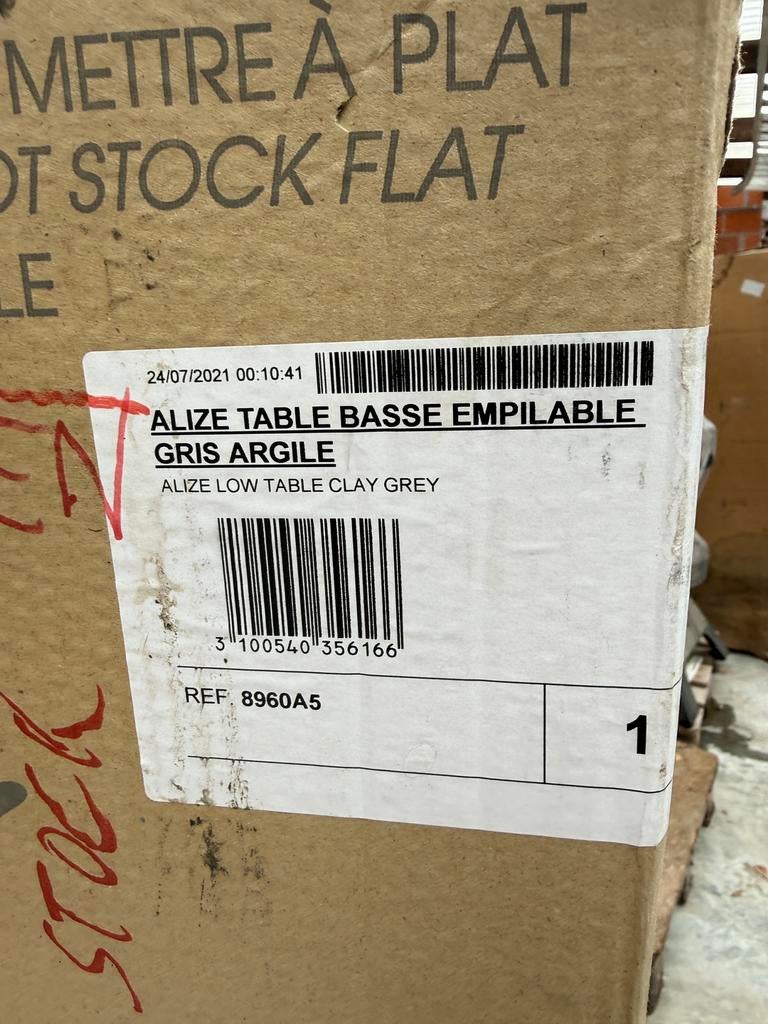 METTRE À PLAT
OT STOCK FLAT
LE
24/07/2021 00:10:41
ALIZE TABLE BASSE EMPILABLE
GRIS ARGILE
ALIZE LOW TABLE CLAY GREY
3 100540 356166
REF. 8960A5
1
STOCK